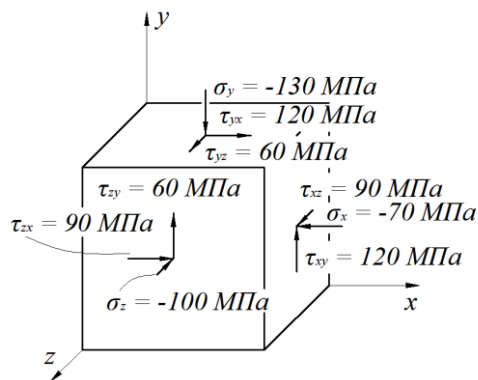 y
σy = -130 МПа
τyx = 120 МПа
τyz = 60 МПа
τzy = 60 МПа
τxz = 90 МПа
τzx = 90 МПа
σx = -70 МПа
τxy = 120 МПа
σz = -100 МПа
x
z